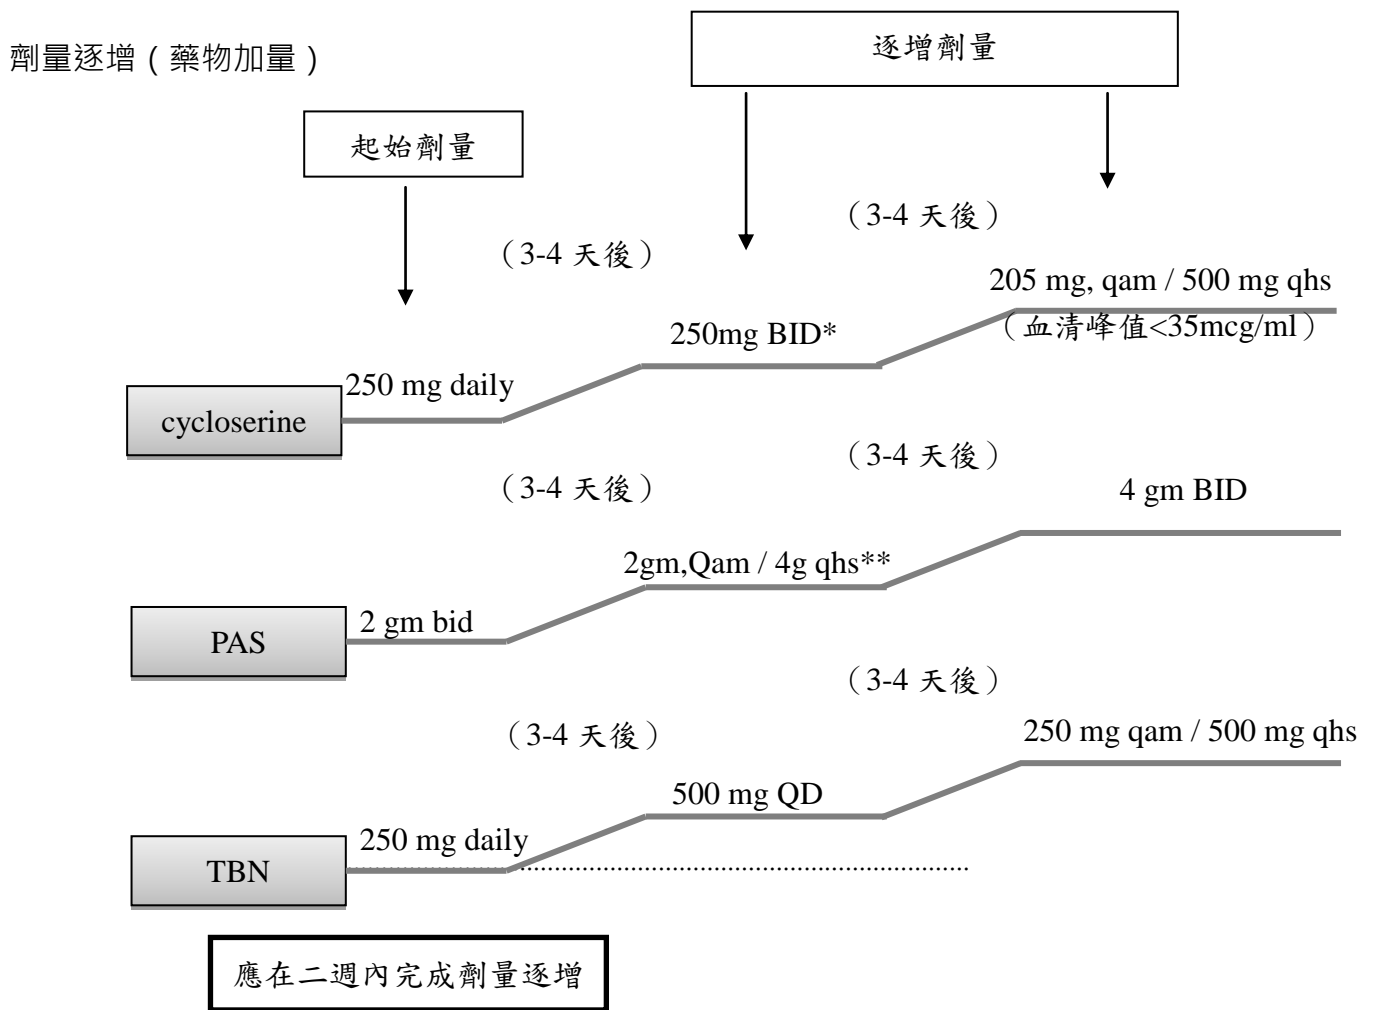 劑量逐增（藥物加量）
逐增劑量
起始劑量
（3-4 天後）
（3-4 天後）
205 mg, qam / 500 mg qhs
（血清峰值<35mcg/ml）
250mg BID*
250 mg daily
cycloserine
（3-4 天後）
（3-4 天後）
4 gm BID
2gm,Qam / 4g qhs**
2 gm bid
PAS
（3-4 天後）
（3-4 天後）
250 mg qam / 500 mg qhs
500 mg QD
250 mg daily
TBN
應在二週內完成劑量逐增